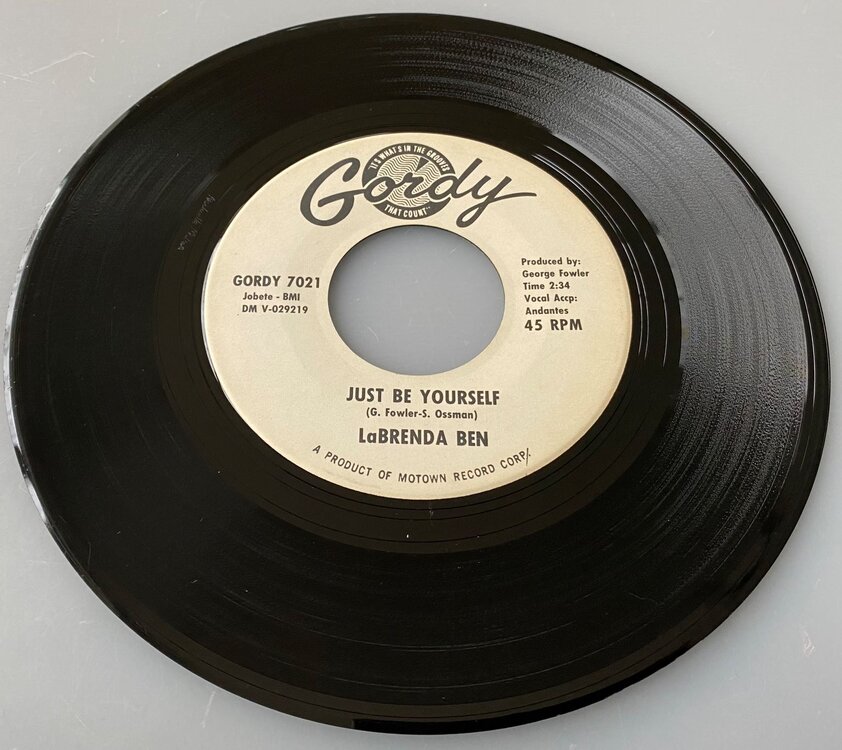 "IT'S WHAT'S IN THE GROOVES
Gordy
THAT COUNT"
GORDY 7021
Jobete - BMI
DM V-029219
Produced by:
George Fowler
Time 2:34
Vocal Accp:
Andantes
45 RPM
JUST BE YOURSELF
(G. Fowler-S. Ossman)
LaBRENDA BEN
A PRODUCT OF MOTOWN RECORD CORP.